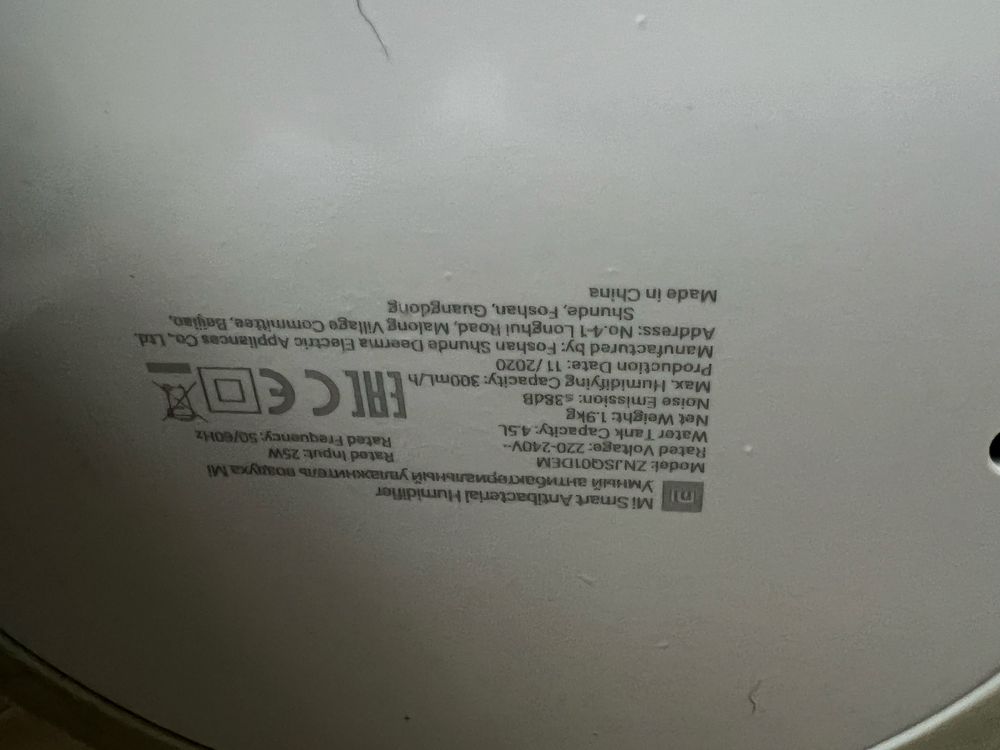 Mi Smart Antibacterial Humidifier
Умный антибактериальный увлажнитель воздуха Mi
Model: ZNJSQ01DEM
Rated Voltage: 220-240V~
Rated Input: 25W
Water Tank Capacity: 4.5L
Rated Frequency: 50/60Hz
Net Weight: 1.9kg
Noise Emission: ≤38dB
Max. Humidifying Capacity: 300mL/h
Production Date: 11/2020
Manufactured by: Foshan Shunde Deerma Electric Appliances Co., Ltd.
Address: No.4-1 Longhui Road, Malong Village Committee, Beijiao,
Shunde, Foshan, Guangdong
Made in China
EAC CE